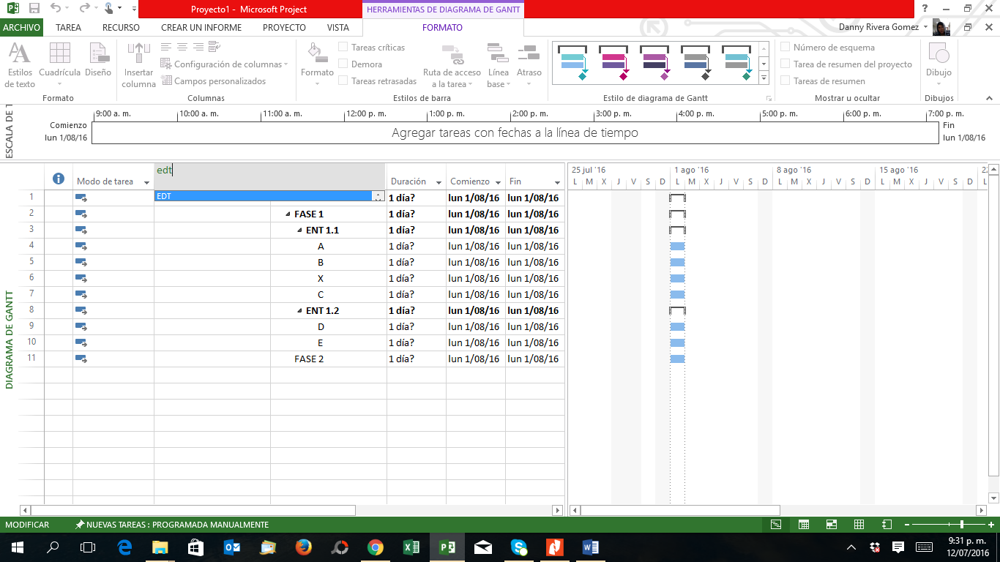 Proyecto1 - Microsoft Project
HERRAMIENTAS DE DIAGRAMA DE GANTT
ARCHIVO TAREA RECURSO CREAR UN INFORME PROYECTO VISTA FORMATO
Danny Rivera Gomez
Estilos de texto
Cuadrícula
Diseño
Formato
Insertar columna
Configuración de columnas
Campos personalizados
Columnas
Formato
Tareas críticas
Demora
Tareas retrasadas
Ruta de acceso a la tarea
Línea base
Atraso
Estilos de barra
Estilo de diagrama de Gantt
Número de esquema
Tarea de resumen del proyecto
Tareas de resumen
Mostrar u ocultar
Dibujo
Dibujos
ESCALA DE T
9:00 a. m. 10:00 a. m. 11:00 a. m. 12:00 p. m. 1:00 p. m. 2:00 p. m. 3:00 p. m. 4:00 p. m. 5:00 p. m. 6:00 p. m. 7:00 p. m.
Comienzo
lun 1/08/16
Agregar tareas con fechas a la línea de tiempo
Fin
lun 1/08/16
DIAGRAMA DE GANTT
edt
Modo de tarea Duración Comienzo Fin
EDT
1 1 día? lun 1/08/16 lun 1/08/16
2 FASE 1 1 día? lun 1/08/16 lun 1/08/16
3 ENT 1.1 1 día? lun 1/08/16 lun 1/08/16
4 A 1 día? lun 1/08/16 lun 1/08/16
5 B 1 día? lun 1/08/16 lun 1/08/16
6 X 1 día? lun 1/08/16 lun 1/08/16
7 C 1 día? lun 1/08/16 lun 1/08/16
8 ENT 1.2 1 día? lun 1/08/16 lun 1/08/16
9 D 1 día? lun 1/08/16 lun 1/08/16
10 E 1 día? lun 1/08/16 lun 1/08/16
11 FASE 2 1 día? lun 1/08/16 lun 1/08/16
25 jul '16 1 ago '16 8 ago '16 15 ago '16 22
L M X J V S D L M X J V S D L M X J V S D L M X J V S D L
MODIFICAR NUEVAS TAREAS : PROGRAMADA MANUALMENTE
9:31 p. m.
12/07/2016